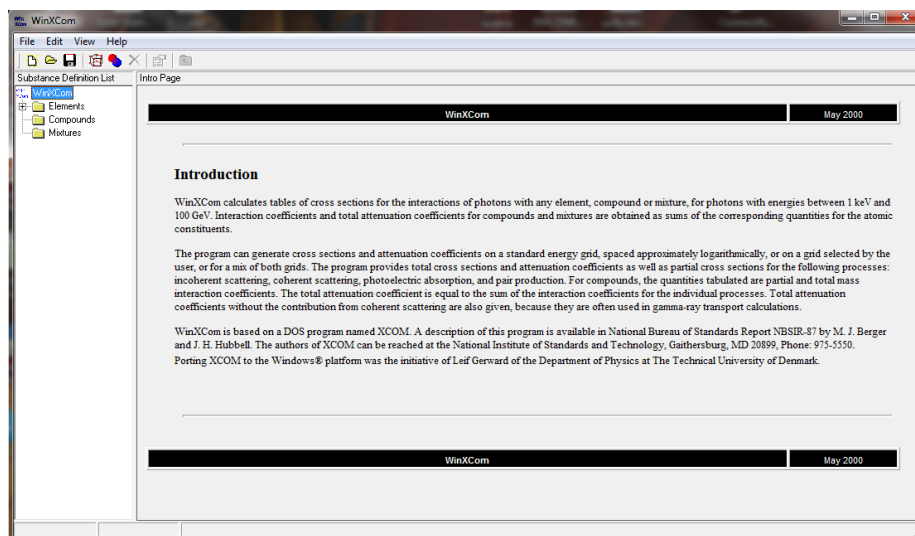 WinXCom
File Edit View Help
Substance Definition List
Intro Page
WinXCom
Elements
Compounds
Mixtures
WinXCom May 2000
Introduction
WinXCom calculates tables of cross sections for the interactions of photons with any element, compound or mixture, for photons with energies between 1 keV and
100 GeV. Interaction coefficients and total attenuation coefficients for compounds and mixtures are obtained as sums of the corresponding quantities for the atomic
constituents.
The program can generate cross sections and attenuation coefficients on a standard energy grid, spaced approximately logarithmically, or on a grid selected by the
user, or for a mix of both grids. The program provides total cross sections and attenuation coefficients as well as partial cross sections for the following processes:
incoherent scattering, coherent scattering, photoelectric absorption, and pair production. For compounds, the quantities tabulated are partial and total mass
interaction coefficients. The total attenuation coefficient is equal to the sum of the interaction coefficients for the individual processes. Total attenuation
coefficients without the contribution from coherent scattering are also given, because they are often used in gamma-ray transport calculations.
WinXCom is based on a DOS program named XCOM. A description of this program is available in National Bureau of Standards Report NBSIR-87 by M. J. Berger
and J. H. Hubbell. The authors of XCOM can be reached at the National Institute of Standards and Technology, Gaithersburg, MD 20899, Phone: 975-5550.
Porting XCOM to the Windows® platform was the initiative of Leif Gerward of the Department of Physics at The Technical University of Denmark.
WinXCom May 2000